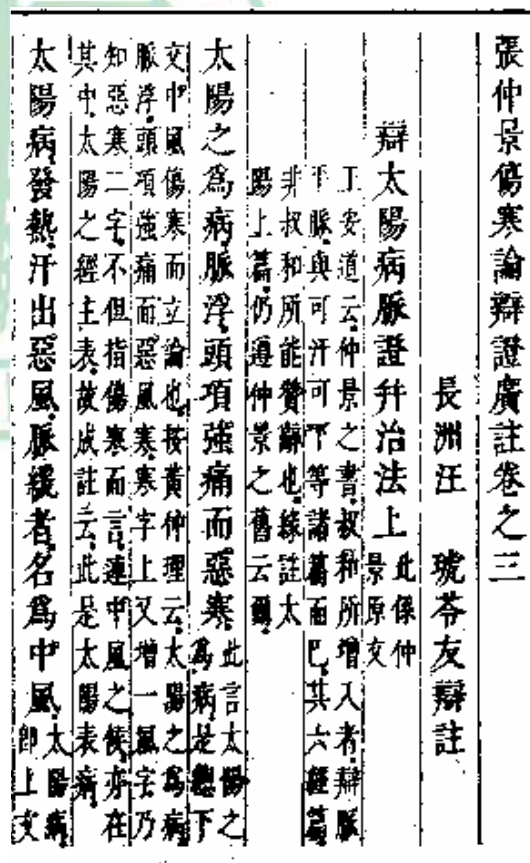 張仲景傷寒論辯證廣註卷之三
長洲汪 琥苓友辯註
辯太陽病脈證幷治法上 此係仲景原文
王安道云仲景之書叔和所增入者辯脈
平脈與可汗可下等諸篇而巳其六經篇
非叔和所能贊辭也緣註太
陽上篇仍遵仲景之舊云爾
太陽之爲病脈浮頭項強痛而惡寒 此言太陽之爲病是總下
交中風傷寒而立論也按黃仲理云太陽之爲病
脈浮頭項強痛而惡風寒寒字上又增一風字乃
知惡寒二字不但指傷寒而言連中風之候亦在
其中太陽之經主表故成註云此是太陽表病
太陽病發熱汗出惡風脈緩者名爲中風 太陽病卽上文